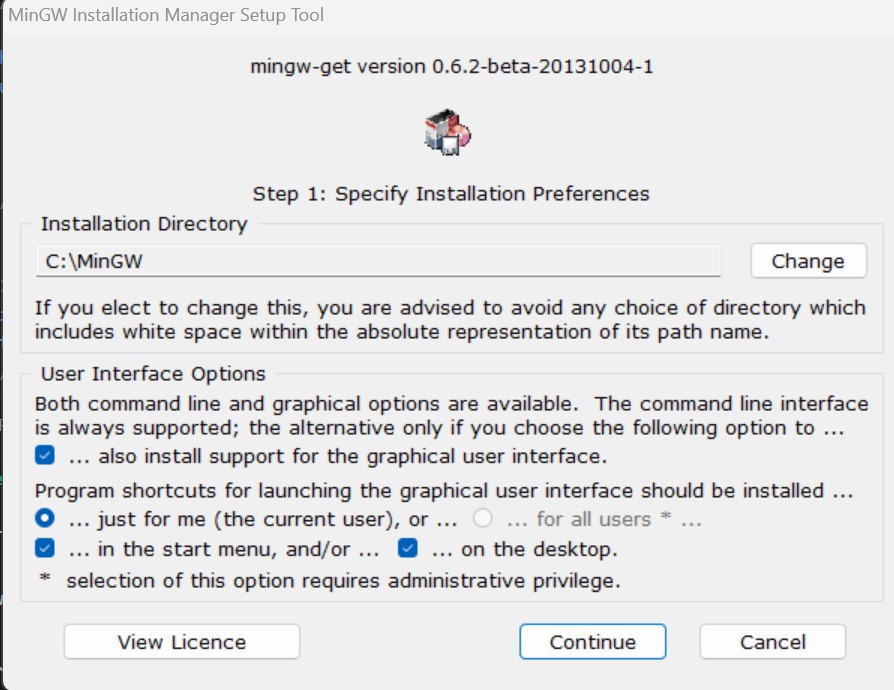 MinGW Installation Manager Setup Tool
mingw-get version 0.6.2-beta-20131004-1
Step 1: Specify Installation Preferences
Installation Directory
C:\MinGW
Change
If you elect to change this, you are advised to avoid any choice of directory which
includes white space within the absolute representation of its path name.
User Interface Options
Both command line and graphical options are available.  The command line interface
is always supported; the alternative only if you choose the following option to ...
... also install support for the graphical user interface.
Program shortcuts for launching the graphical user interface should be installed ...
... just for me (the current user), or ... ... for all users * ...
... in the start menu, and/or ... ... on the desktop.
* selection of this option requires administrative privilege.
View Licence Continue Cancel